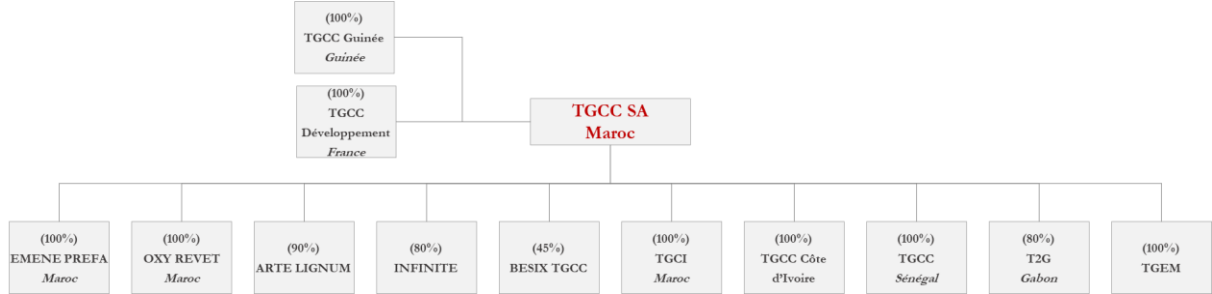 (100%)
TGCC Guinée
Guinée
(100%)
TGCC
Développement
France
TGCC SA
Maroc
(100%)
EMENE PREFA
Maroc
(100%)
OXY REVET
Maroc
(90%)
ARTE LIGNUM
(80%)
INFINITE
(45%)
BESIX TGCC
(100%)
TGCI
Maroc
(100%)
TGCC Côte
d'Ivoire
(100%)
TGCC
Sénégal
(80%)
T2G
Gabon
(100%)
TGEM